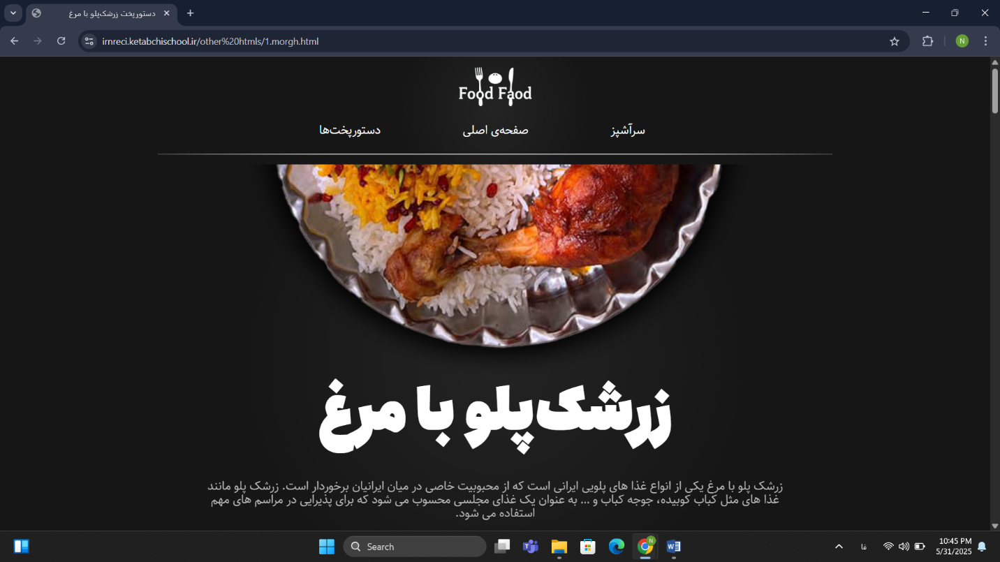 دستورپخت زرشک‌پلو با مرغ
irnreci.ketabchischool.ir/other%20htmls/1.morgh.html
N
Food Faod
سرآشپز
صفحه‌ی اصلی
دستورپخت‌ها
زرشک‌پلو با مرغ
زرشک پلو با مرغ یکی از انواع غذا های پلویی ایرانی است که از محبوبیت خاصی در میان ایرانیان برخوردار است. زرشک پلو مانند
غذا های مثل کباب کوبیده، جوجه کباب و ... به عنوان یک غذای مجلسی محسوب می شود که برای پذیرایی در مراسم های مهم
استفاده می شود.
Search
N
فا
10:45 PM
5/31/2025